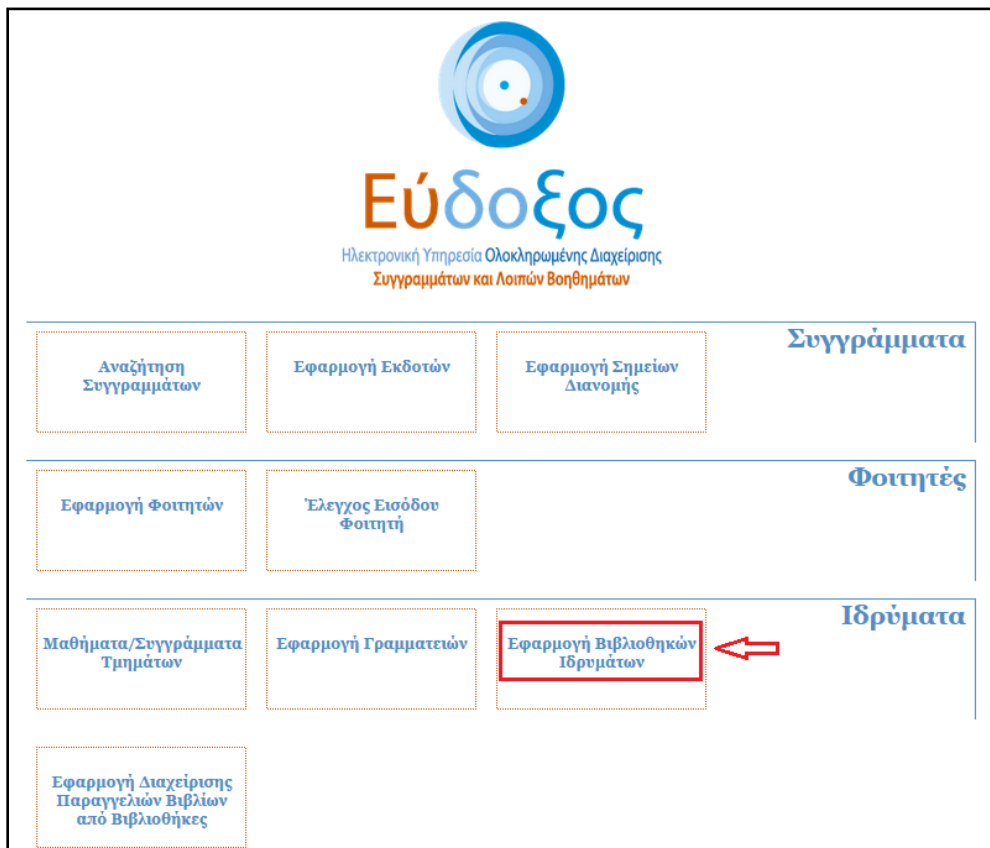 Εύδοξος
Ηλεκτρονική Υπηρεσία Ολοκληρωμένης Διαχείρισης
Συγγραμμάτων και Λοιπών Βοηθημάτων
Συγγράμματα
Αναζήτηση
Συγγραμμάτων
Εφαρμογή Εκδοτών
Εφαρμογή Σημείων
Διανομής
Φοιτητές
Εφαρμογή Φοιτητών
Έλεγχος Εισόδου
Φοιτητή
Ιδρύματα
Μαθήματα/Συγγράμματα
Τμημάτων
Εφαρμογή Γραμματειών
Εφαρμογή Βιβλιοθηκών
Ιδρυμάτων
Εφαρμογή Διαχείρισης
Παραγγελιών Βιβλίων
από Βιβλιοθήκες